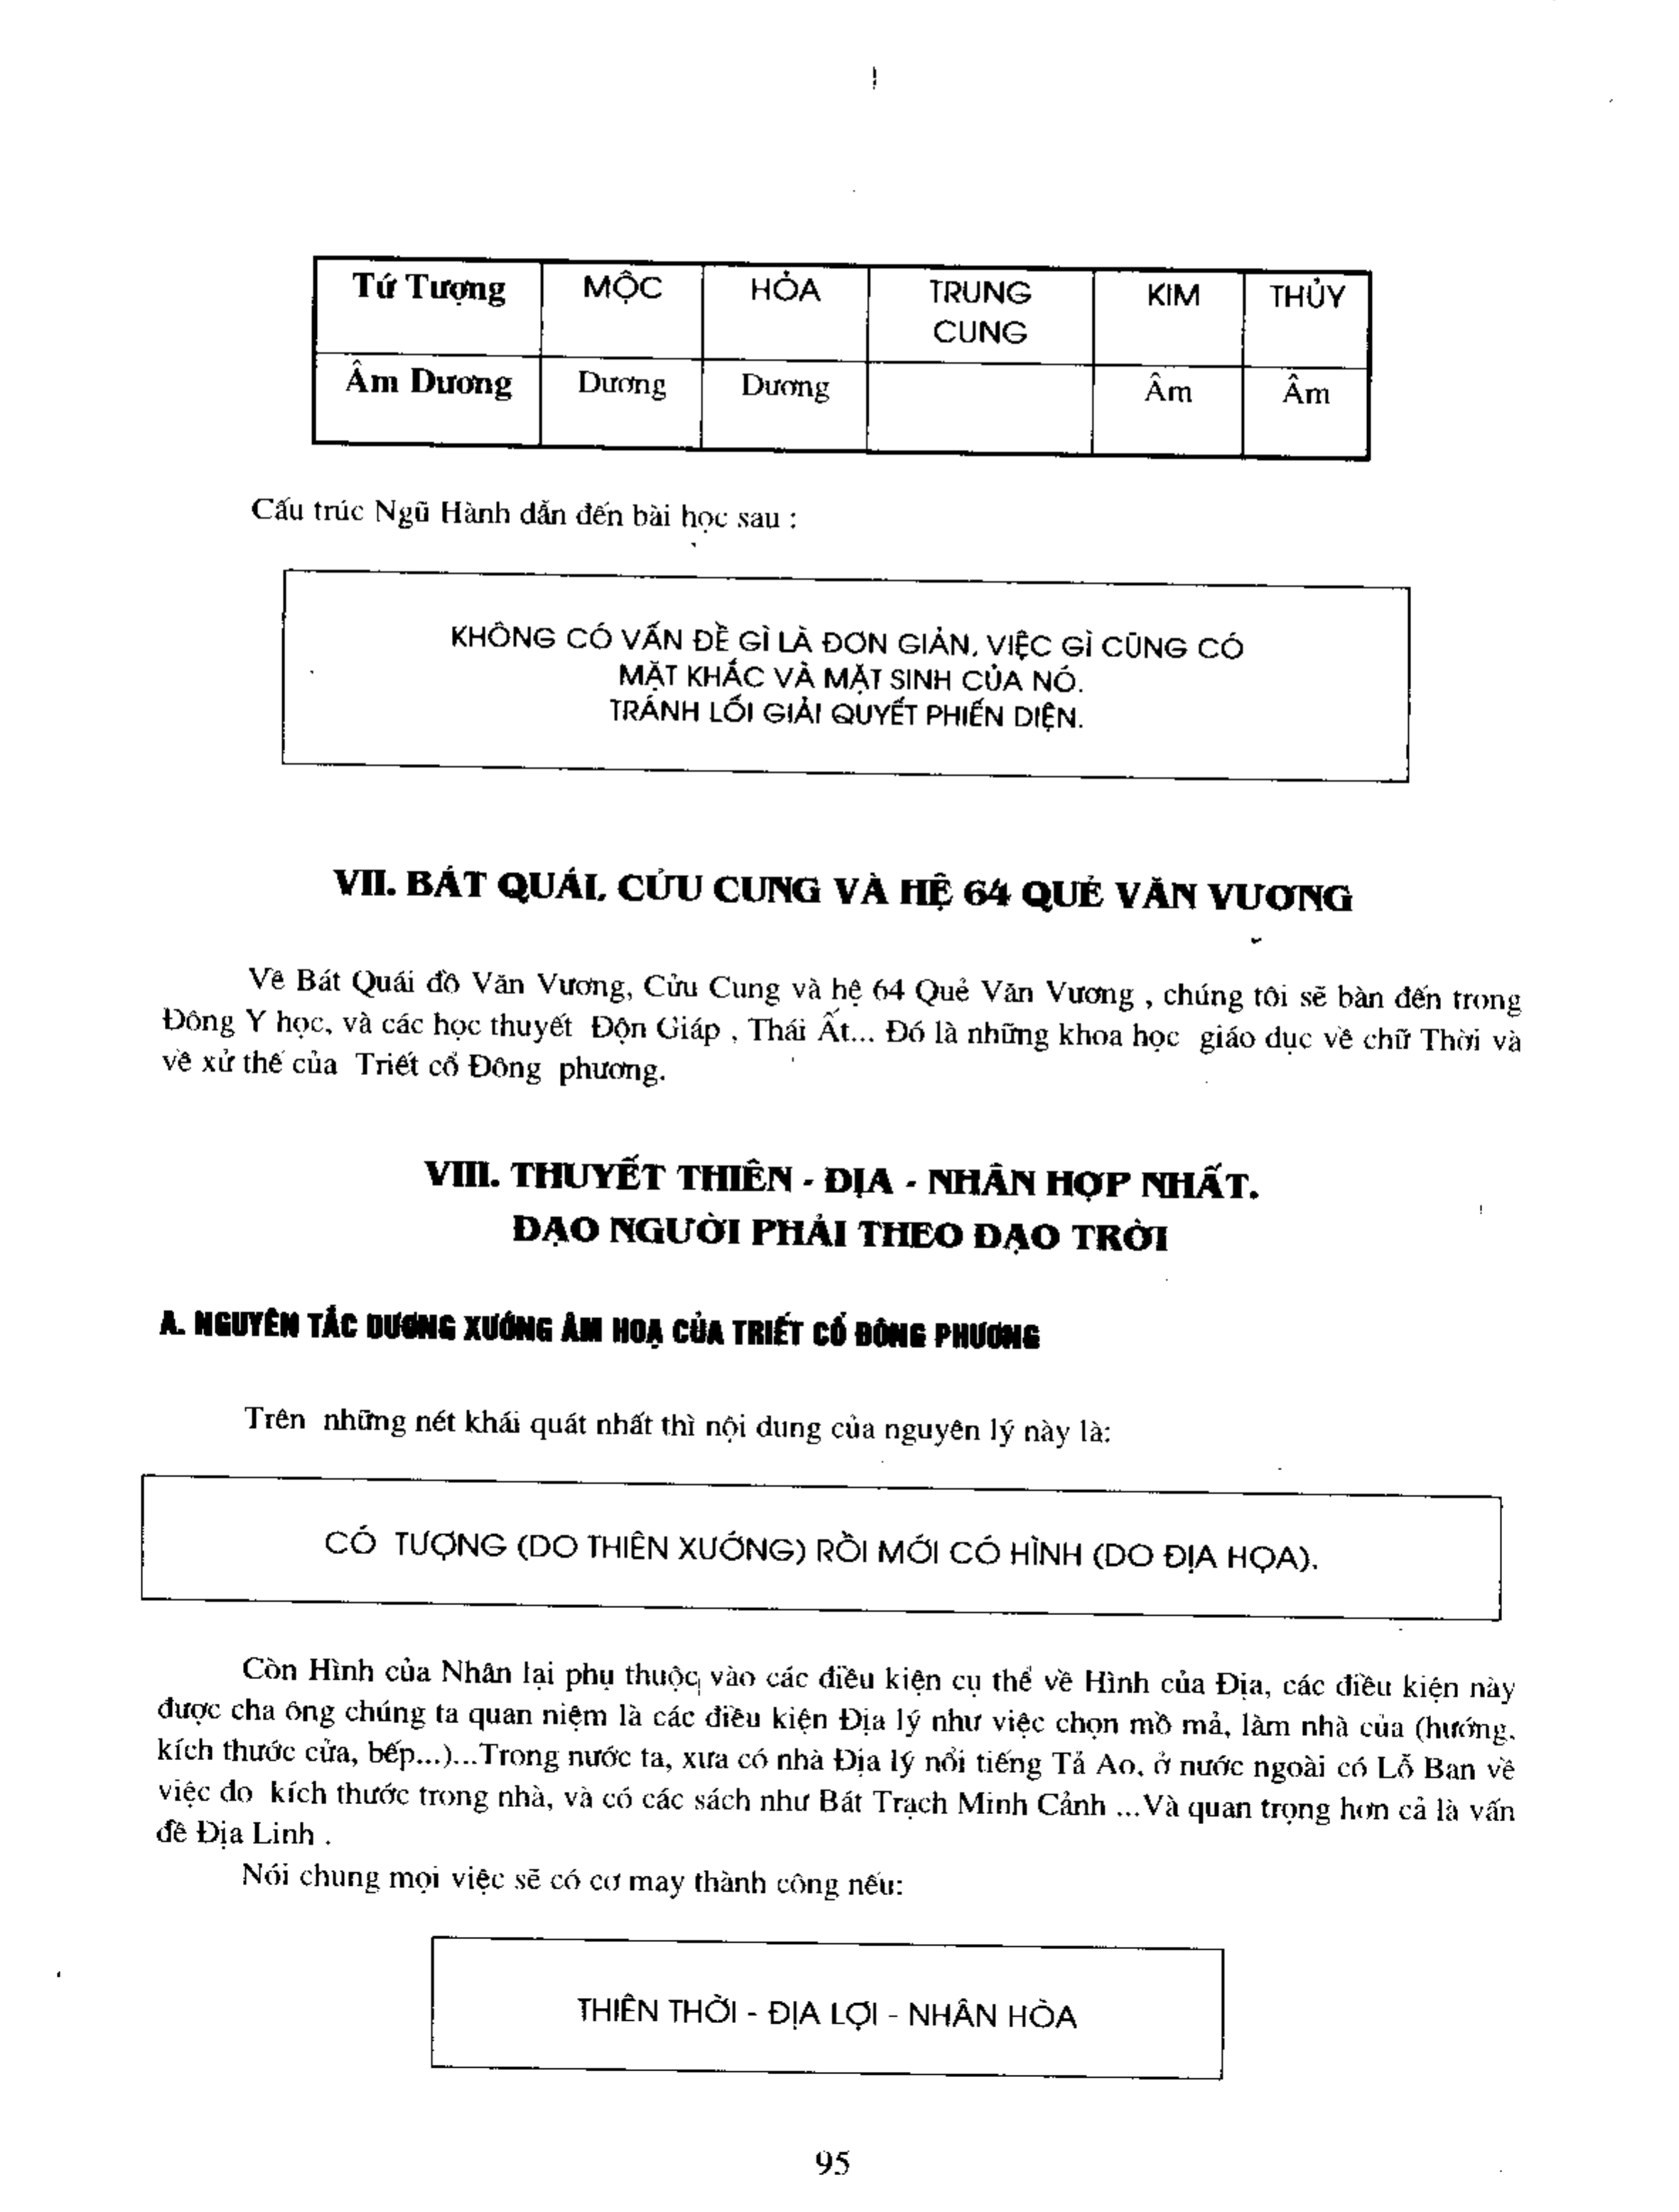 Tứ Tượng MỘC HỎA TRUNG KIM THỦY
CUNG
Âm Dương Dương Dương Âm Âm
Cấu trúc Ngũ Hành dẫn đến bài học sau :
KHÔNG CÓ VẤN ĐỀ GÌ LÀ ĐƠN GIẢN, VIỆC GÌ CŨNG CÓ
MẶT KHẮC VÀ MẶT SINH CỦA NÓ.
TRÁNH LỐI GIẢI QUYẾT PHIẾN DIỆN.
VII. BÁT QUÁI, CỬU CUNG VÀ HỆ 64 QUẺ VĂN VƯƠNG
Về Bát Quái đồ Văn Vương, Cửu Cung và hệ 64 Quẻ Văn Vương , chúng tôi sẽ bàn đến trong
Đông Y học, và các học thuyết Độn Giáp , Thái Ất... Đó là những khoa học giáo dục về chữ Thời và
về xử thế của Triết cổ Đông phương.
VIII. THUYẾT THIÊN - ĐỊA - NHÂN HỢP NHẤT.
ĐẠO NGƯỜI PHẢI THEO ĐẠO TRỜI
A. NGUYÊN TẮC DƯƠNG XƯỚNG ÂM HOẠ CỦA TRIẾT CỔ ĐÔNG PHƯƠNG
Trên những nét khái quát nhất thì nội dung của nguyên lý này là:
CÓ TƯỢNG (DO THIÊN XƯỚNG) RỒI MỚI CÓ HÌNH (DO ĐỊA HỌA).
Còn Hình của Nhân lại phụ thuộc vào các điều kiện cụ thể về Hình của Địa, các điều kiện này
được cha ông chúng ta quan niệm là các điều kiện Địa lý như việc chọn mồ mả, làm nhà cửa (hướng,
kích thước cửa, bếp...)...Trong nước ta, xưa có nhà Địa lý nổi tiếng Tả Ao, ở nước ngoài có Lỗ Ban về
việc đo kích thước trong nhà, và có các sách như Bát Trạch Minh Cảnh ...Và quan trọng hơn cả là vấn
đề Địa Linh .
Nói chung mọi việc sẽ có cơ may thành công nếu:
THIÊN THỜI - ĐỊA LỢI - NHÂN HÒA
95